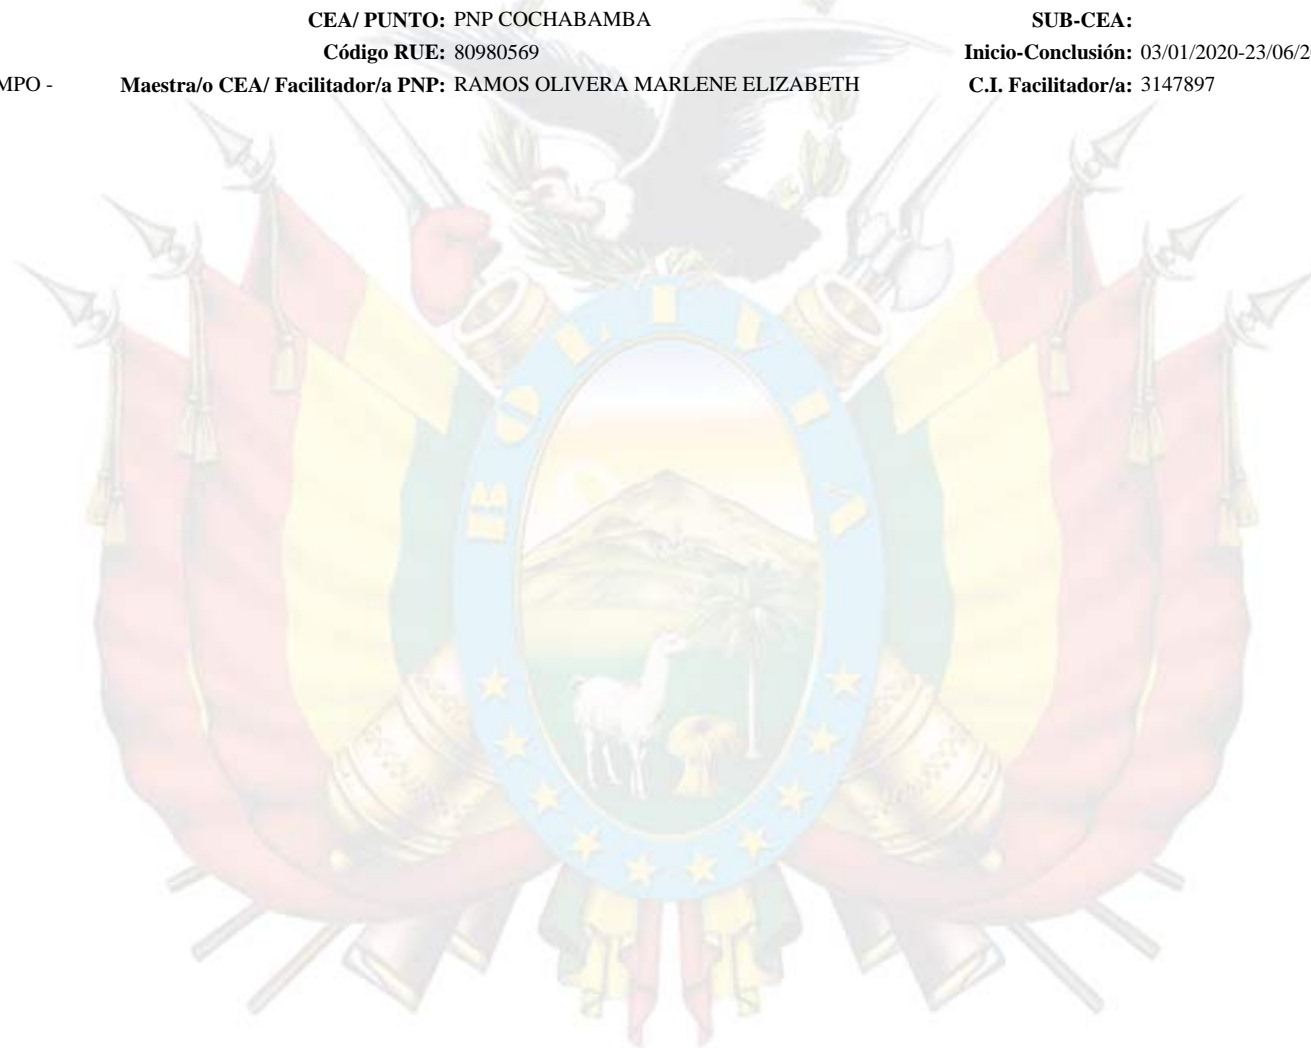 CEA/ PUNTO: PNP COCHABAMBA SUB-CEA:
Código RUE: 80980569 Inicio-Conclusión: 03/01/2020-23/06/2
MPO - Maestra/o CEA/ Facilitador/a PNP: RAMOS OLIVERA MARLENE ELIZABETH C.I. Facilitador/a: 3147897
BOLIVIA